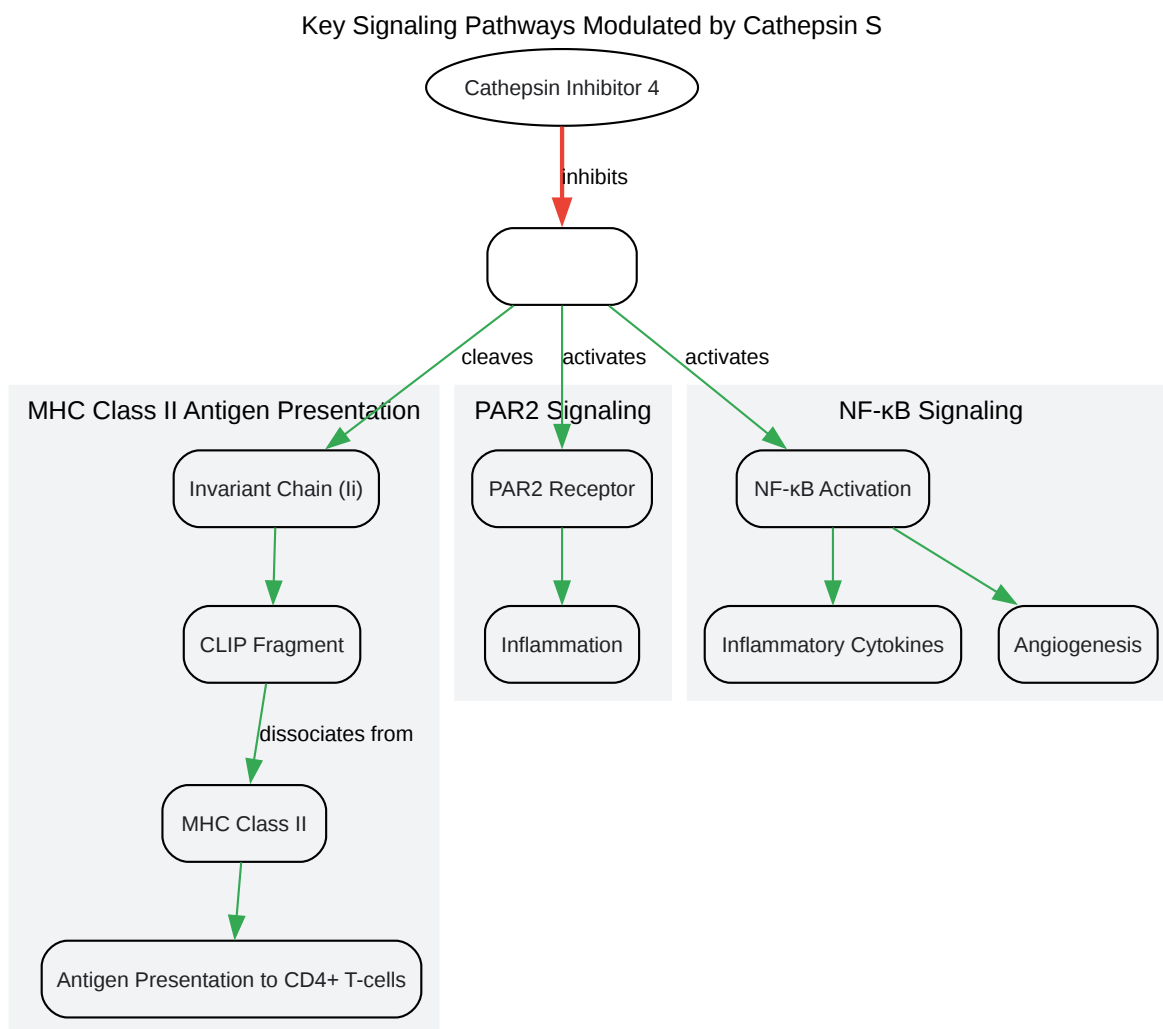 Key Signaling Pathways Modulated by Cathepsin S
Cathepsin Inhibitor 4
inhibits
cleaves
activates
activates
MHC Class II Antigen Presentation
PAR2 Signaling
NF-κB Signaling
Invariant Chain (Ii)
PAR2 Receptor
NF-κB Activation
CLIP Fragment
Inflammation
Inflammatory Cytokines
Angiogenesis
dissociates from
MHC Class II
Antigen Presentation to CD4+ T-cells